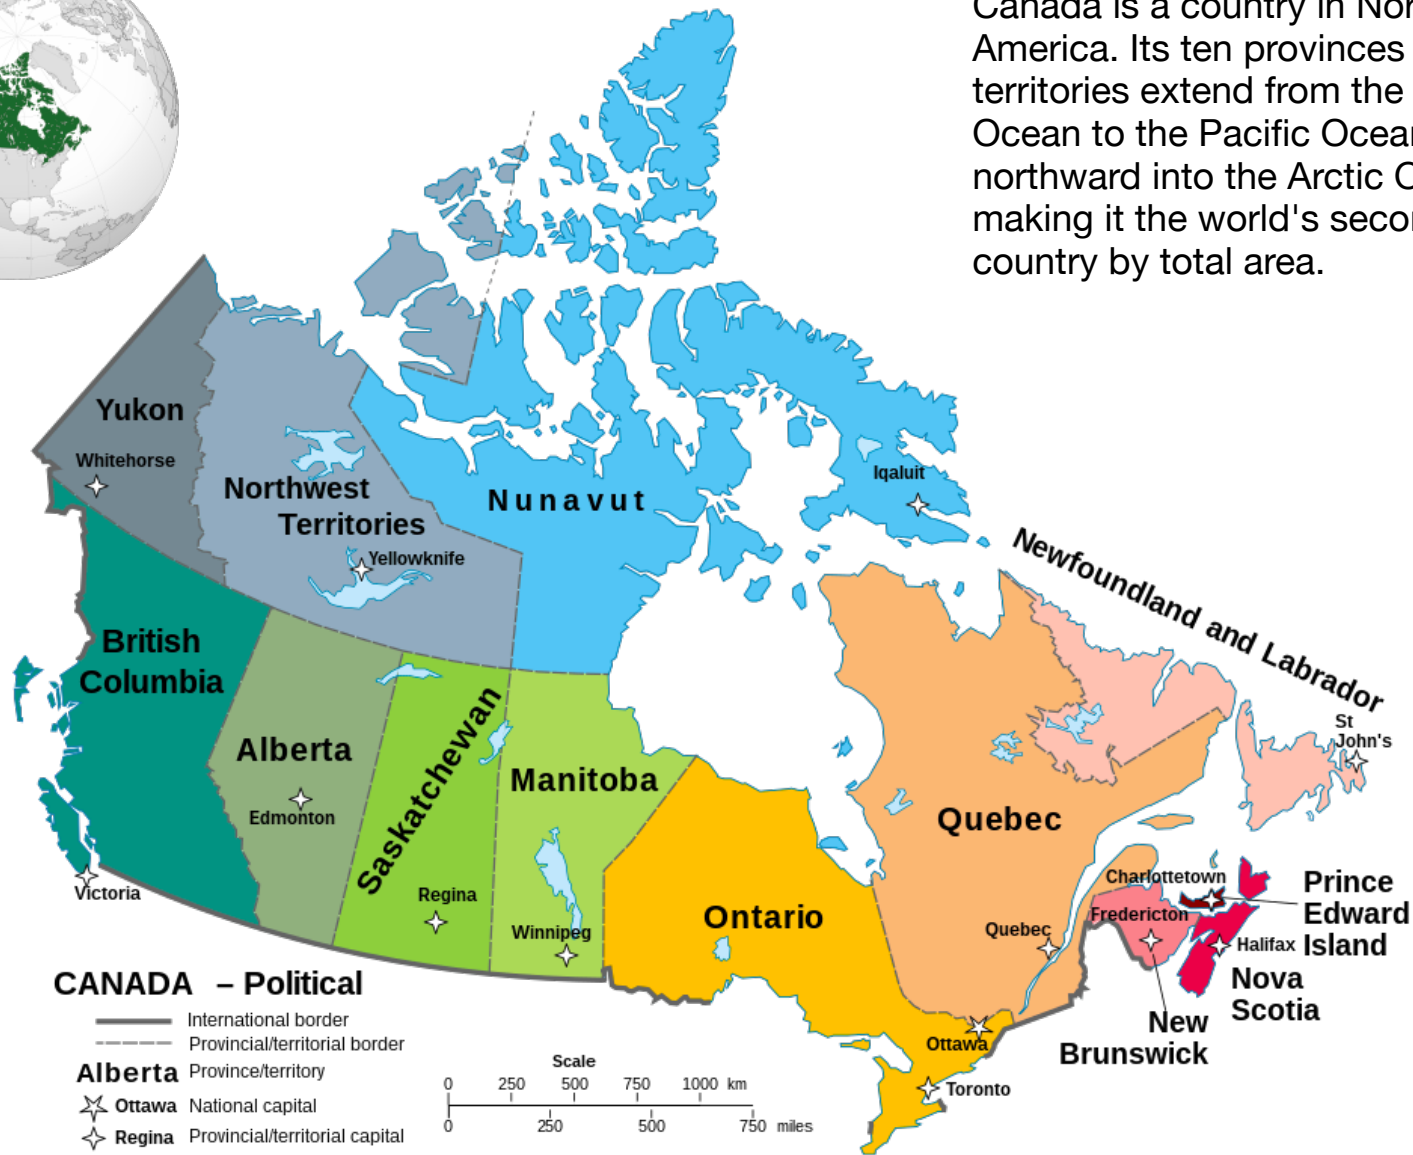 Canada is a country in
America. Its ten provinces
territories extend from the
Ocean to the Pacific
northward into the Arctic
making it the world's
country by total area.
Yukon
Whitehorse
Northwest
Territories
Yellowknife
Nunavut
Iqaluit
Newfoundland and Labrador
St
John's
British
Columbia
Victoria
Alberta
Edmonton
Saskatchewan
Regina
Manitoba
Winnipeg
Ontario
Ottawa
Toronto
Quebec
Quebec
Charlottetown
Fredericton
Halifax
Prince
Edward
Island
Nova
Scotia
New
Brunswick
CANADA – Political
International border
Provincial/territorial border
Alberta Province/territory
Ottawa National capital
Regina Provincial/territorial capital
Scale
0 250 500 750 1000 km
0 250 500 750 miles